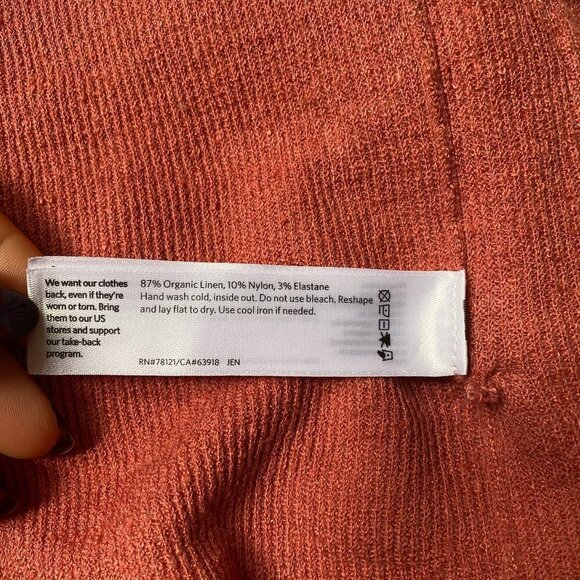 We want our clothes
back, even if they're
worn or torn. Bring
them to our US
stores and support
our take-back
program.
87% Organic Linen, 10% Nylon, 3% Elastane
Hand wash cold, inside out. Do not use bleach. Reshape
and lay flat to dry. Use cool iron if needed.
RN#78121/CA#63918 JEN